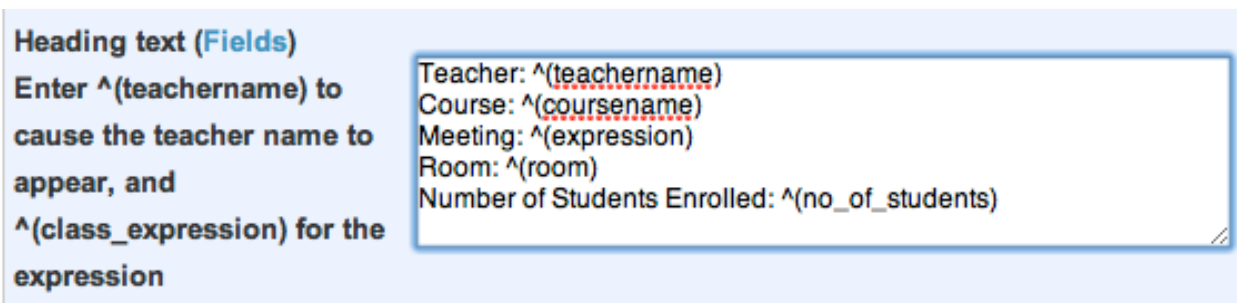 Heading text (Fields)
Enter ^(teachername) to
cause the teacher name to
appear, and
^(class_expression) for the
expression
Teacher: ^(teachername)
Course: ^(coursename)
Meeting: ^(expression)
Room: ^(room)
Number of Students Enrolled: ^(no_of_students)